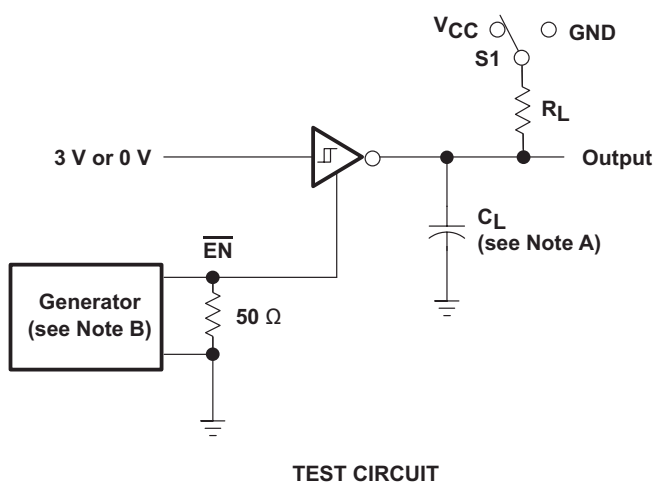 VCC GND
S1
RL
3 V or 0 V Output
CL
(see Note A)
EN
Generator
(see Note B)
50 Ω
TEST CIRCUIT